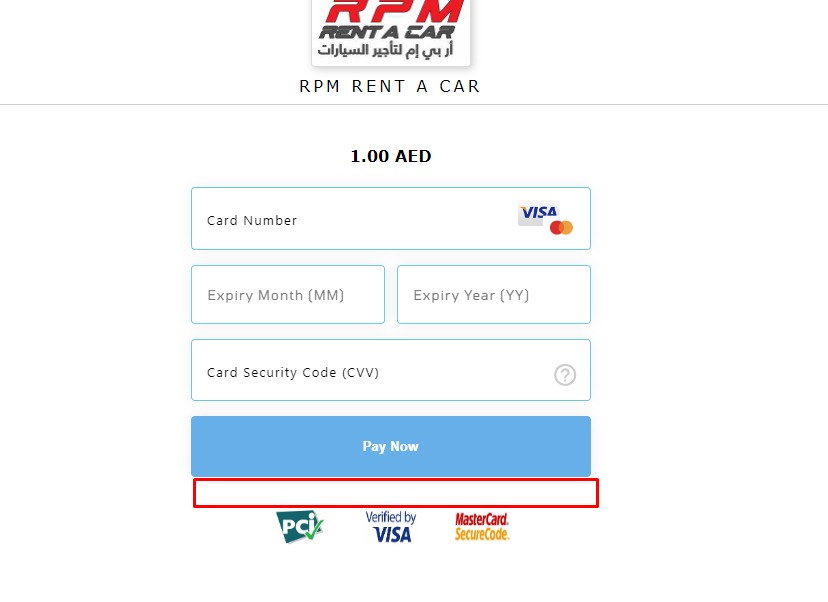 RPM
RENT A CAR
أر بي إم لتأجير السيارات
RPM RENT A CAR
1.00 AED
Card Number
VISA
Expiry Month (MM)
Expiry Year (YY)
Card Security Code (CVV)
?
Pay Now
PCI
Verified by
VISA
MasterCard.
SecureCode.